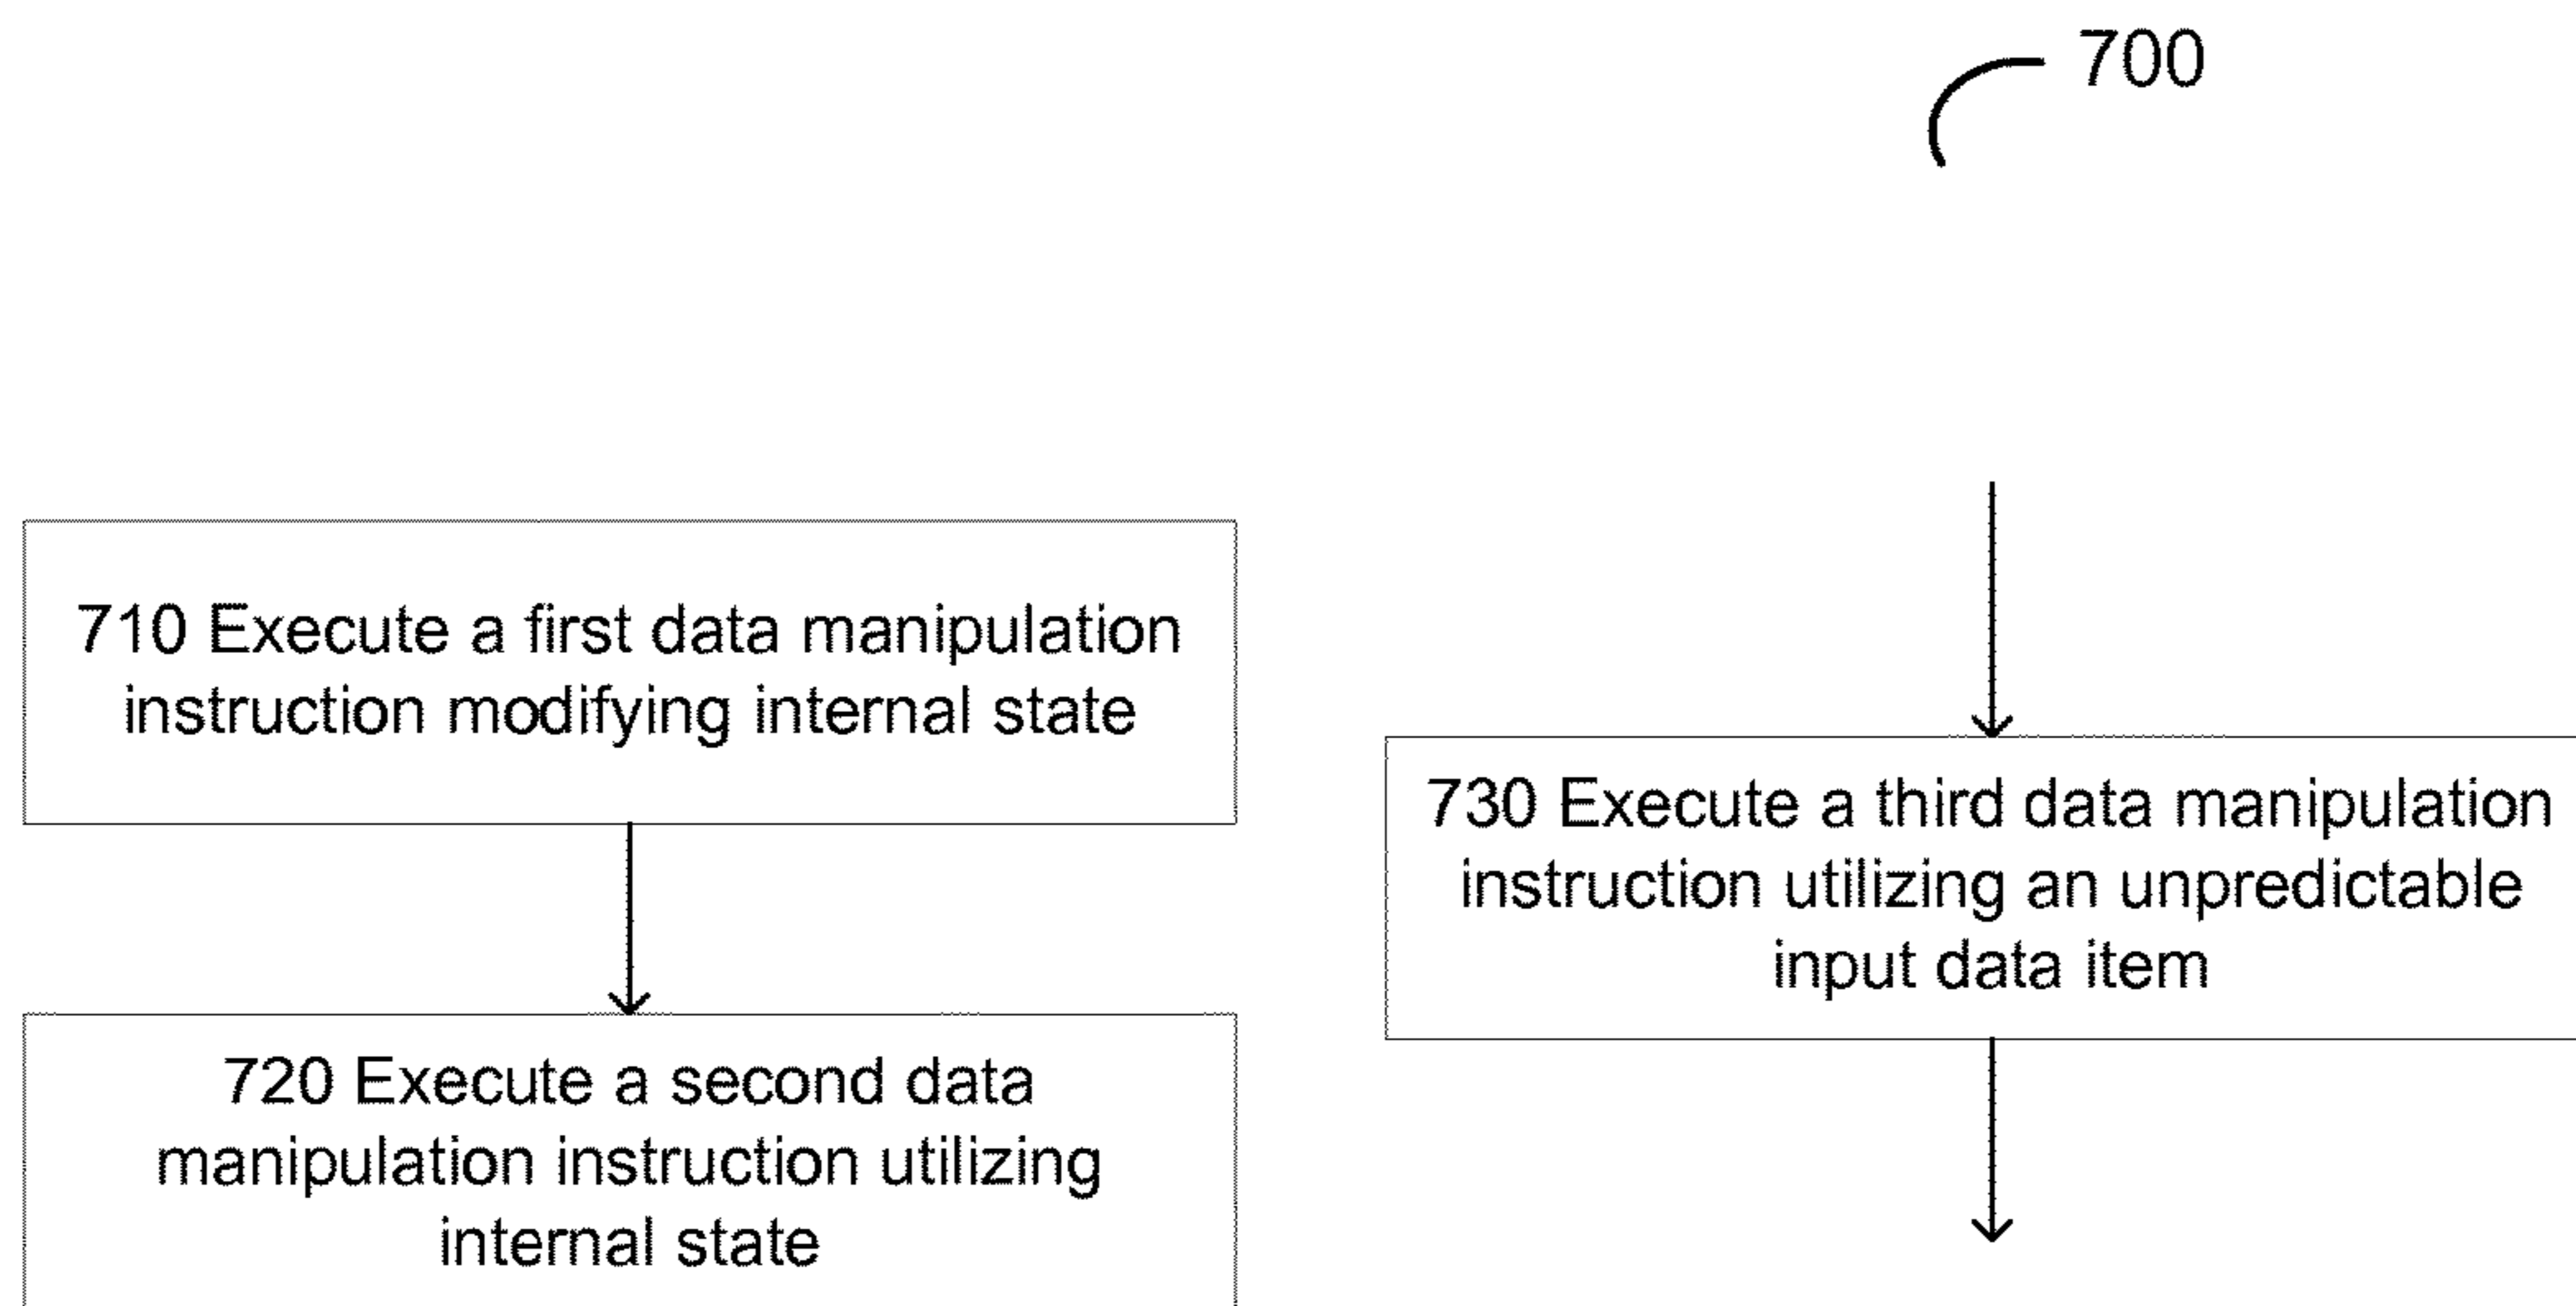 700
710 Execute a first data manipulation
instruction modifying internal state
720 Execute a second data
manipulation instruction utilizing
internal state
730 Execute a third data manipulation
instruction utilizing an unpredictable
input data item